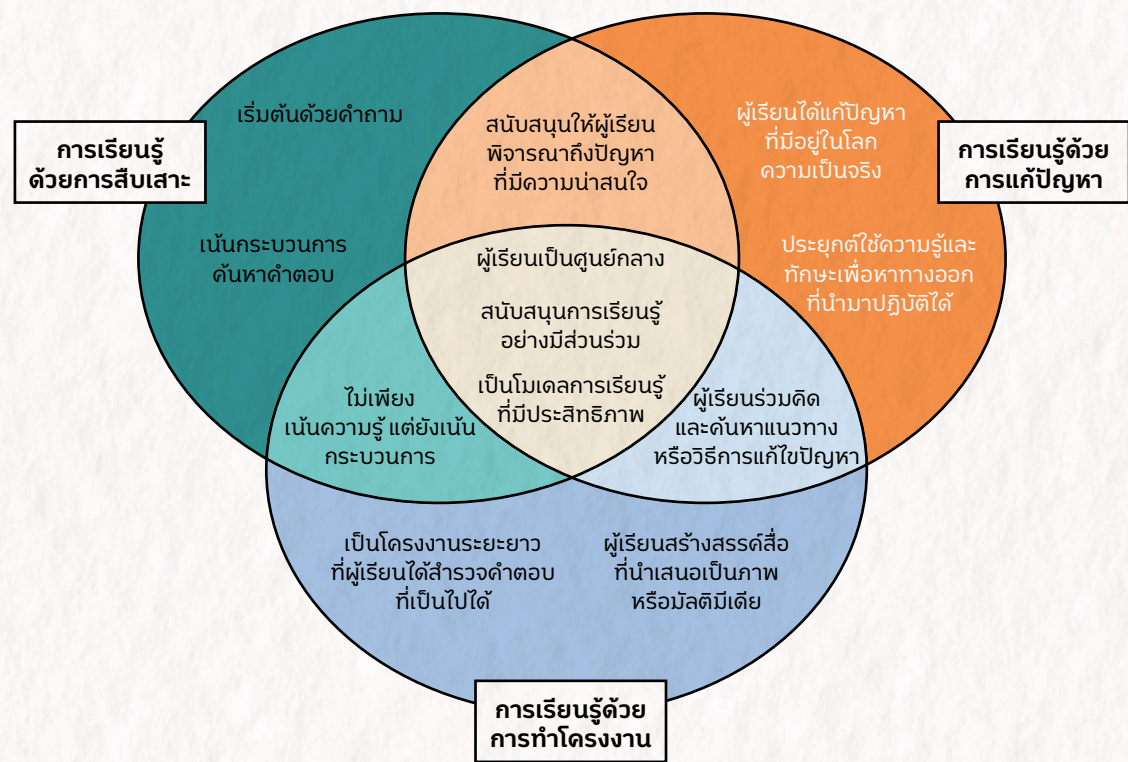 การเรียนรู้
ด้วยการสืบเสาะ
เริ่มต้นด้วยคำถาม
เน้นกระบวนการ
ค้นหาคำตอบ
สนับสนุนให้ผู้เรียน
พิจารณาถึงปัญหา
ที่มีความน่าสนใจ
ผู้เรียนได้แก้ปัญหา
ที่มีอยู่ในโลก
ความเป็นจริง
ประยุกต์ใช้ความรู้และ
ทักษะเพื่อหาทางออก
ที่นำมาปฏิบัติได้
การเรียนรู้ด้วย
การแก้ปัญหา
ผู้เรียนเป็นศูนย์กลาง
สนับสนุนการเรียนรู้
อย่างมีส่วนร่วม
เป็นโมเดลการเรียนรู้
ที่มีประสิทธิภาพ
ไม่เพียง
เน้นความรู้ แต่ยังเน้น
กระบวนการ
ผู้เรียนร่วมคิด
และค้นหาแนวทาง
หรือวิธีการแก้ไขปัญหา
เป็นโครงงานระยะยาว
ที่ผู้เรียนได้สำรวจคำตอบ
ที่เป็นไปได้
ผู้เรียนสร้างสรรค์สื่อ
ที่นำเสนอเป็นภาพ
หรือมัลติมีเดีย
การเรียนรู้ด้วย
การทำโครงงาน